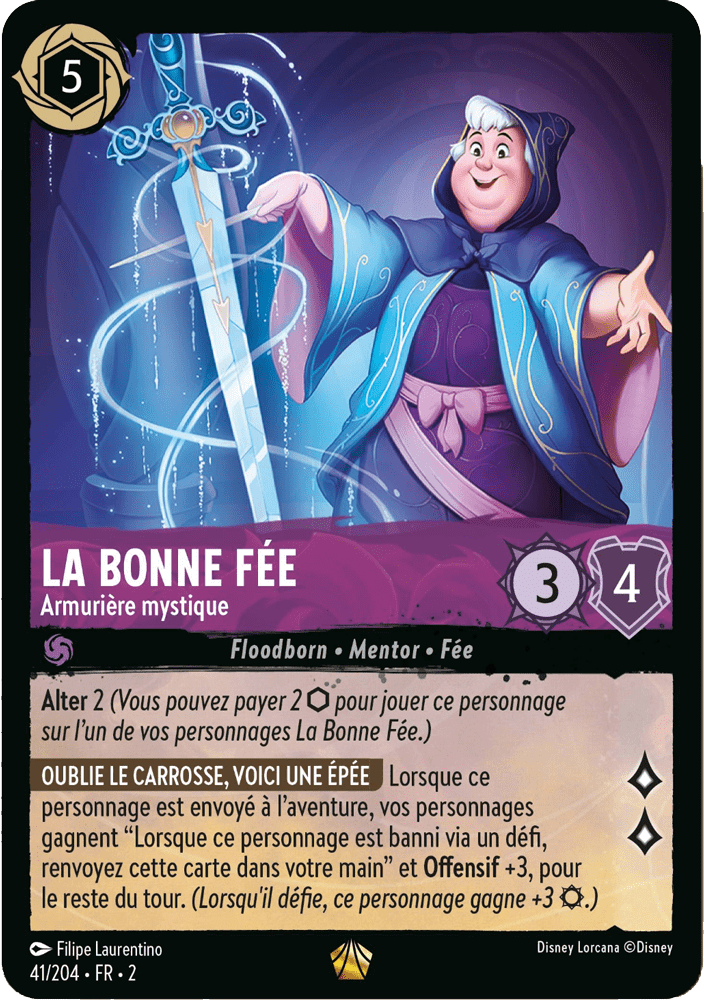 5
LA BONNE FÉE
Armurière mystique
3
4
Floodborn • Mentor • Fée
Alter 2 (Vous pouvez payer 2 ⬡ pour jouer ce personnage
sur l'un de vos personnages La Bonne Fée.)
OUBLIE LE CARROSSE, VOICI UNE ÉPÉE Lorsque ce
personnage est envoyé à l'aventure, vos personnages
gagnent “Lorsque ce personnage est banni via un défi,
renvoyez cette carte dans votre main” et Offensif +3, pour
le reste du tour. (Lorsqu'il défie, ce personnage gagne +3 ¤.)
Filipe Laurentino
Disney Lorcana ©Disney
41/204 • FR • 2